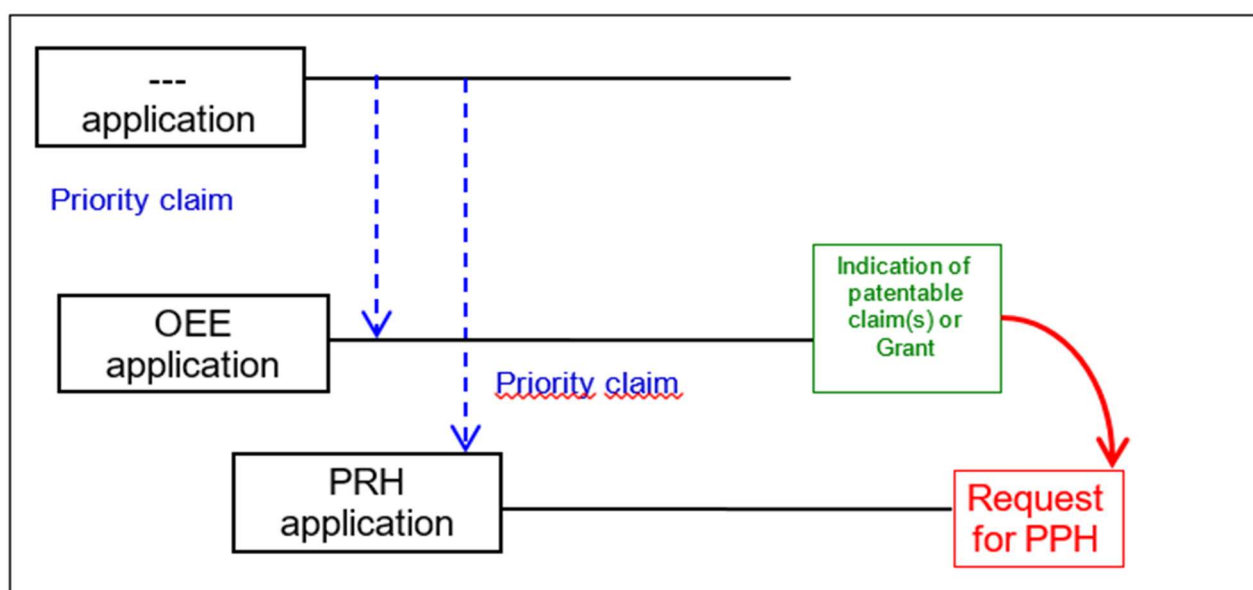 ---
application
Priority claim
Indication of
patentable
claim(s) or
Grant
OEE
application
Priority claim
PRH
application
Request
for PPH